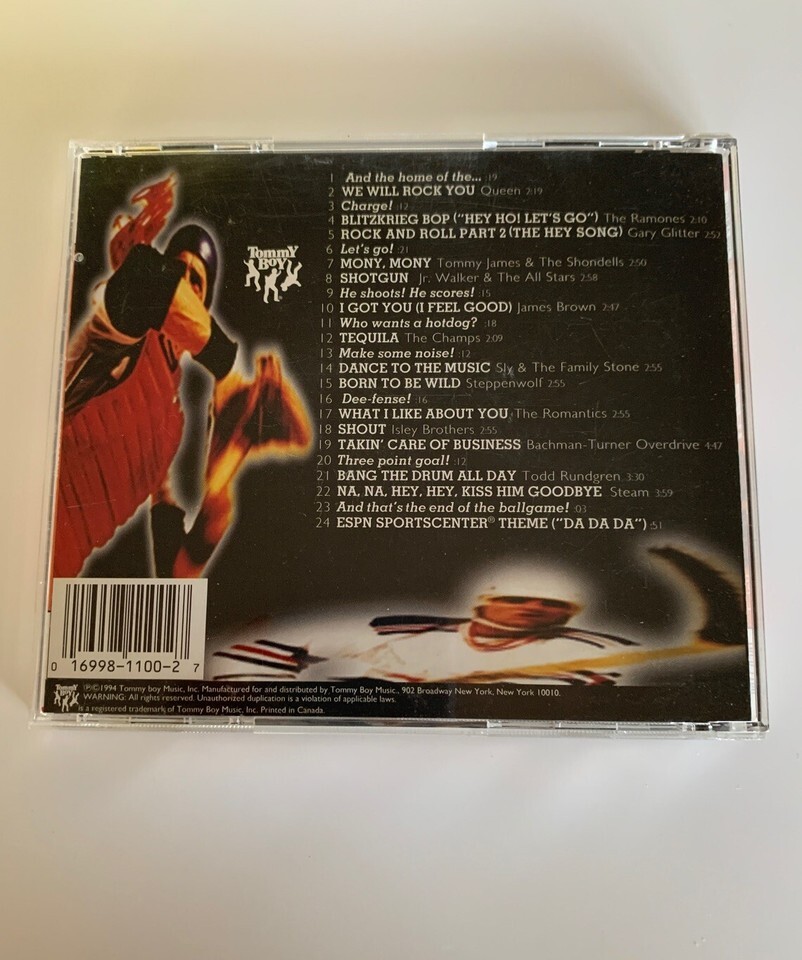 1 And the home of the... :19
2 WE WILL ROCK YOU Queen 2:19
3 Charge! :12
4 BLITZKRIEG BOP ("HEY HO! LET'S GO") The Ramones 2:10
5 ROCK AND ROLL PART 2 (THE HEY SONG) Gary Glitter 2:57
6 Let's go! :21
7 MONY, MONY Tommy James & The Shondells 2:50
8 SHOTGUN Jr. Walker & The All Stars 2:58
9 He shoots! He scores! :15
10 I GOT YOU (I FEEL GOOD) James Brown 2:47
11 Who wants a hotdog? :18
12 TEQUILA The Champs 2:09
13 Make some noise! :12
14 DANCE TO THE MUSIC Sly & The Family Stone 2:55
15 BORN TO BE WILD Steppenwolf 2:55
16 Dee-fense! :16
17 WHAT I LIKE ABOUT YOU The Romantics 2:55
18 SHOUT Isley Brothers 2:55
19 TAKIN' CARE OF BUSINESS Bachman-Turner Overdrive 4:47
20 Three point goal! :12
21 BANG THE DRUM ALL DAY Todd Rundgren 3:30
22 NA, NA, HEY, HEY, KISS HIM GOODBYE Steam 3:59
23 And that's the end of the ballgame! :03
24 ESPN SPORTSCENTER® THEME ("DA DA DA") :51
Tommy
Boy
0 16998-1100-2 7
Tommy
Boy
℗©1994 Tommy boy Music, Inc. Manufactured for and distributed by Tommy Boy Music., 902 Broadway New York, New York 10010.
WARNING: All rights reserved. Unauthorized duplication is a violation of applicable laws.
is a registered trademark of Tommy Boy Music, Inc. Printed in Canada.